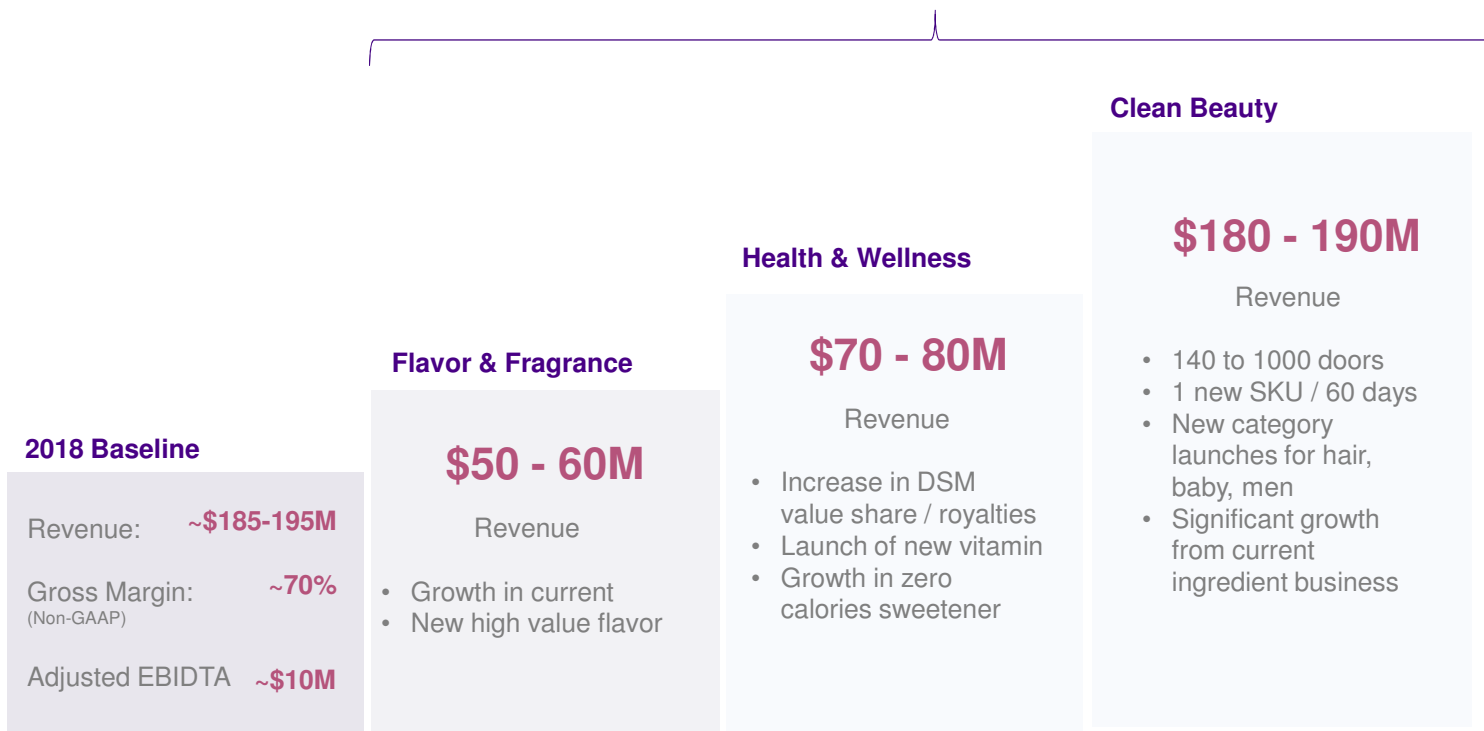 2018 Baseline
Revenue: ~$185-195M
Gross Margin: ~70%
(Non-GAAP)
Adjusted EBIDTA ~$10M
Flavor & Fragrance
$50 - 60M
Revenue
• Growth in current
• New high value flavor
Health & Wellness
$70 - 80M
Revenue
• Increase in DSM
value share / royalties
• Launch of new vitamin
• Growth in zero
calories sweetener
Clean Beauty
$180 - 190M
Revenue
• 140 to 1000 doors
• 1 new SKU / 60 days
• New category
launches for hair,
baby, men
• Significant growth
from current
ingredient business